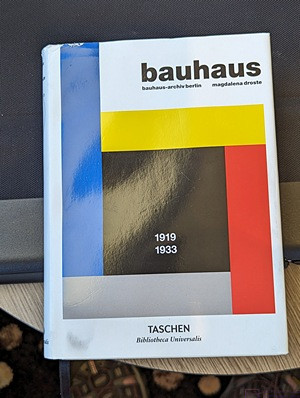 bauhaus
bauhaus-archiv berlin magdalena droste
1919
1933
TASCHEN
Bibliotheca Universalis